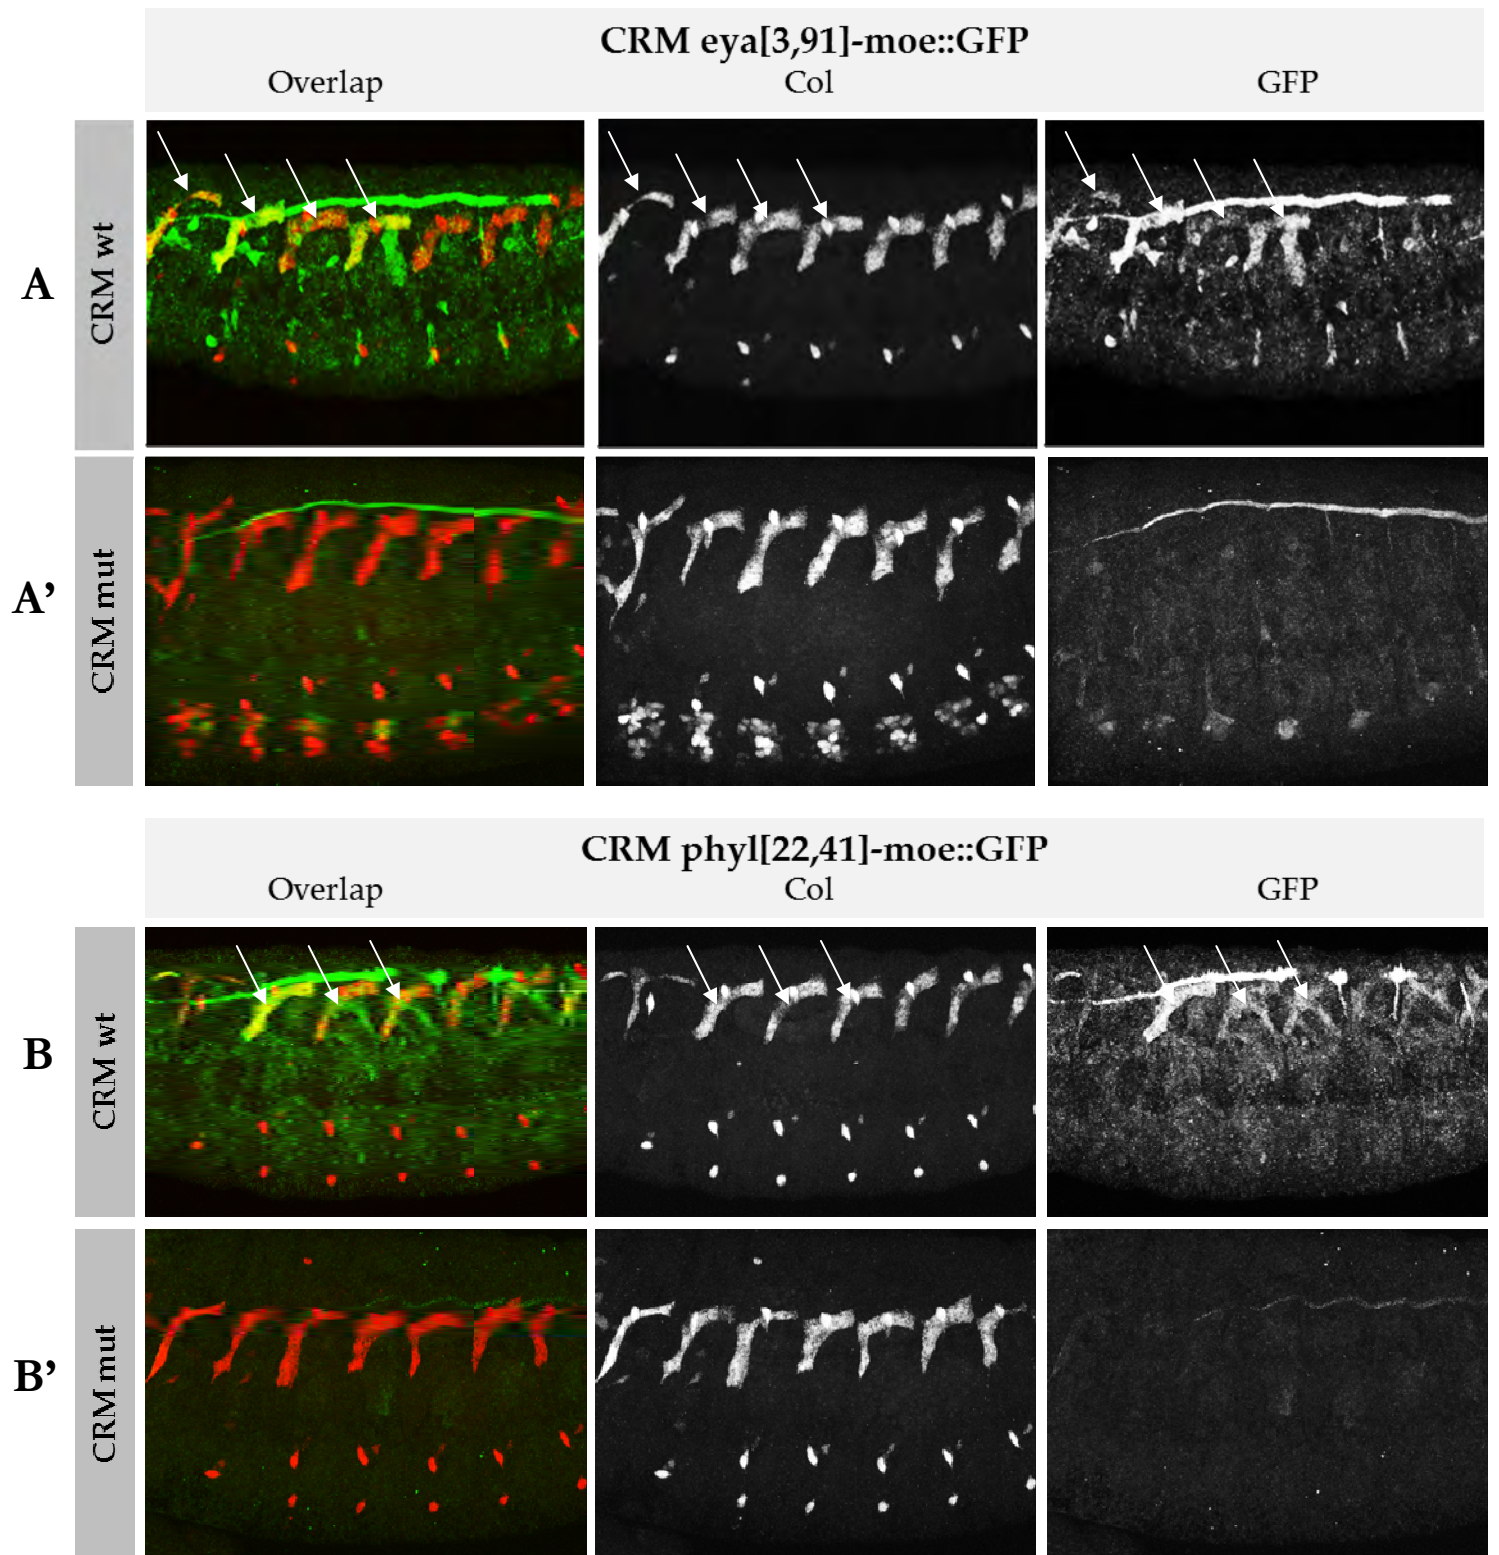 CRM eya[3,91]-moe::GFP
Overlap Col GFP
A
CRM wt
A’
CRM mut
CRM phyl[22,41]-moe::GFP
Overlap Col GFP
B
CRM wt
B’
CRM mut